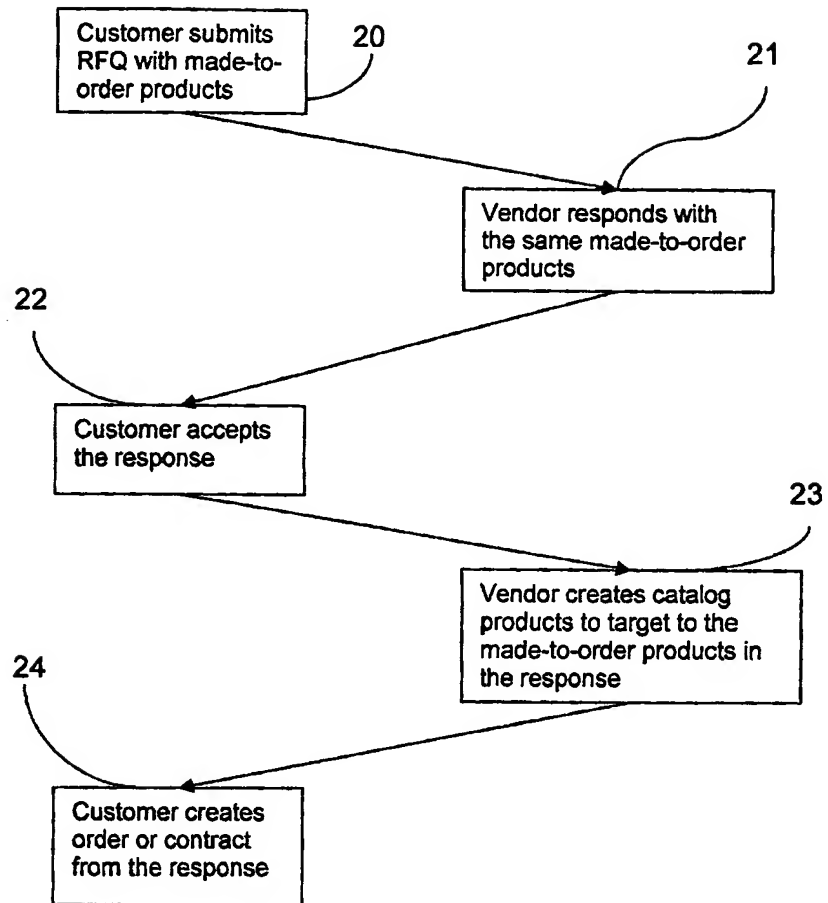 Customer submits
RFQ with made-to-
order products
20
21
Vendor responds with
the same made-to-order
products
22
Customer accepts
the response
23
Vendor creates catalog
products to target to the
made-to-order products in
the response
24
Customer creates
order or contract
from the response